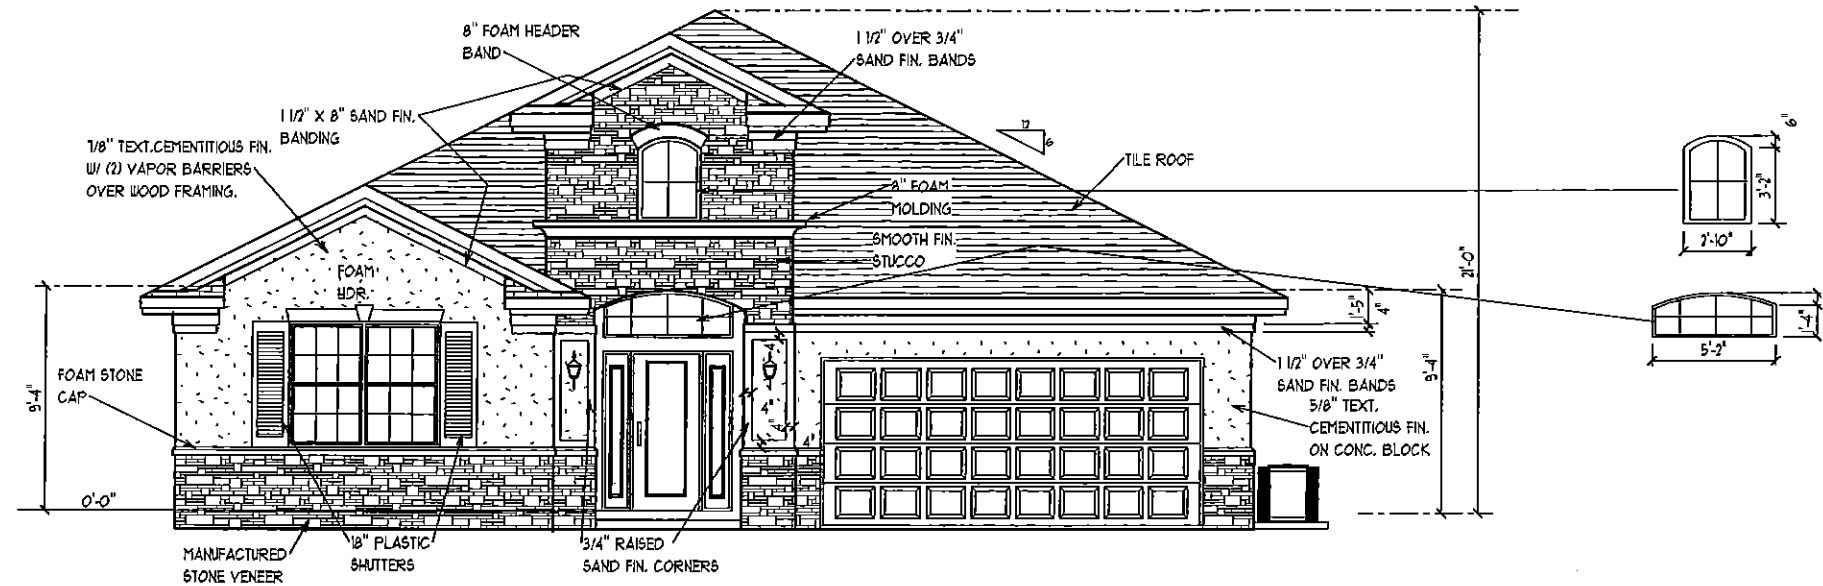 8" FOAM HEADER
BAND
1 1/2" OVER 3/4"
SAND FIN. BANDS
1 1/2" X 8" SAND FIN.
BANDING
7/8" TEXT.CEMENTITIOUS FIN.
W/ (2) VAPOR BARRIERS
OVER WOOD FRAMING.
12
6
TILE ROOF
8" FOAM
MOLDING
SMOOTH FIN.
STUCCO
FOAM
HDR.
6"
3'-2"
2'-10"
21'-0"
1'-5"
4"
1'-4"
5'-2"
FOAM STONE
CAP
9'-4"
0'-0"
4"
4"
4"
4"
4'
1 1/2" OVER 3/4"
SAND FIN. BANDS
5/8" TEXT.
CEMENTITIOUS FIN.
ON CONC. BLOCK
9'-4"
MANUFACTURED
STONE VENEER
18" PLASTIC
SHUTTERS
3/4" RAISED
SAND FIN. CORNERS